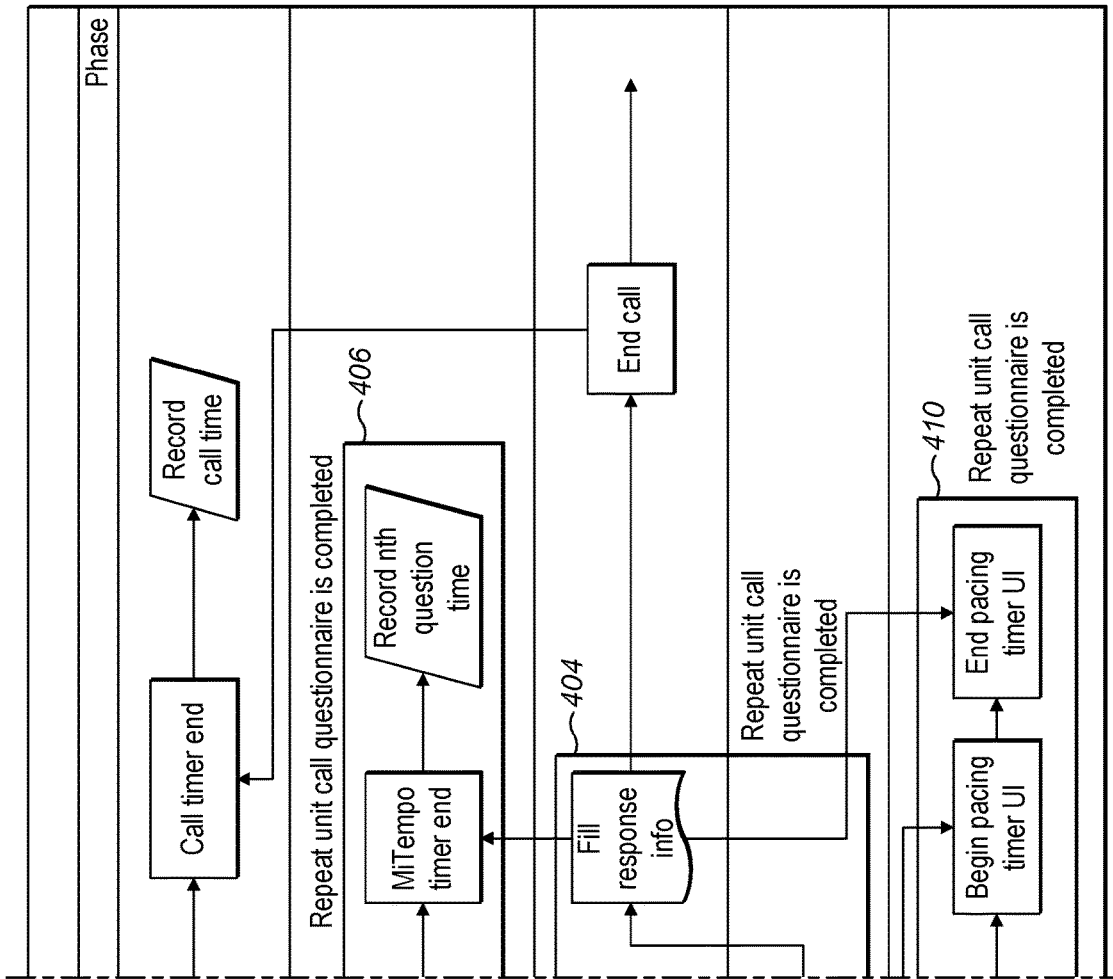 Phase
Call timer end
Record
call time
Repeat unit call questionnaire is completed
406
MiTempo
timer end
Record nth
question
time
404
Fill
response
info
End call
Repeat unit call
questionnaire is
completed
410
Begin pacing
timer UI
End pacing
timer UI
Repeat unit call
questionnaire is
completed